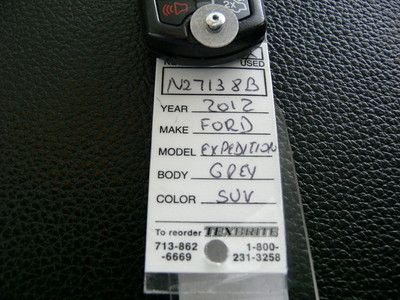 USED
N27138B
YEAR 2012
MAKE FORD
MODEL EXPEDITION
BODY GREY
COLOR SUV
To reorder TEXBRITE
713-862 1-800-
-6669 231-3258